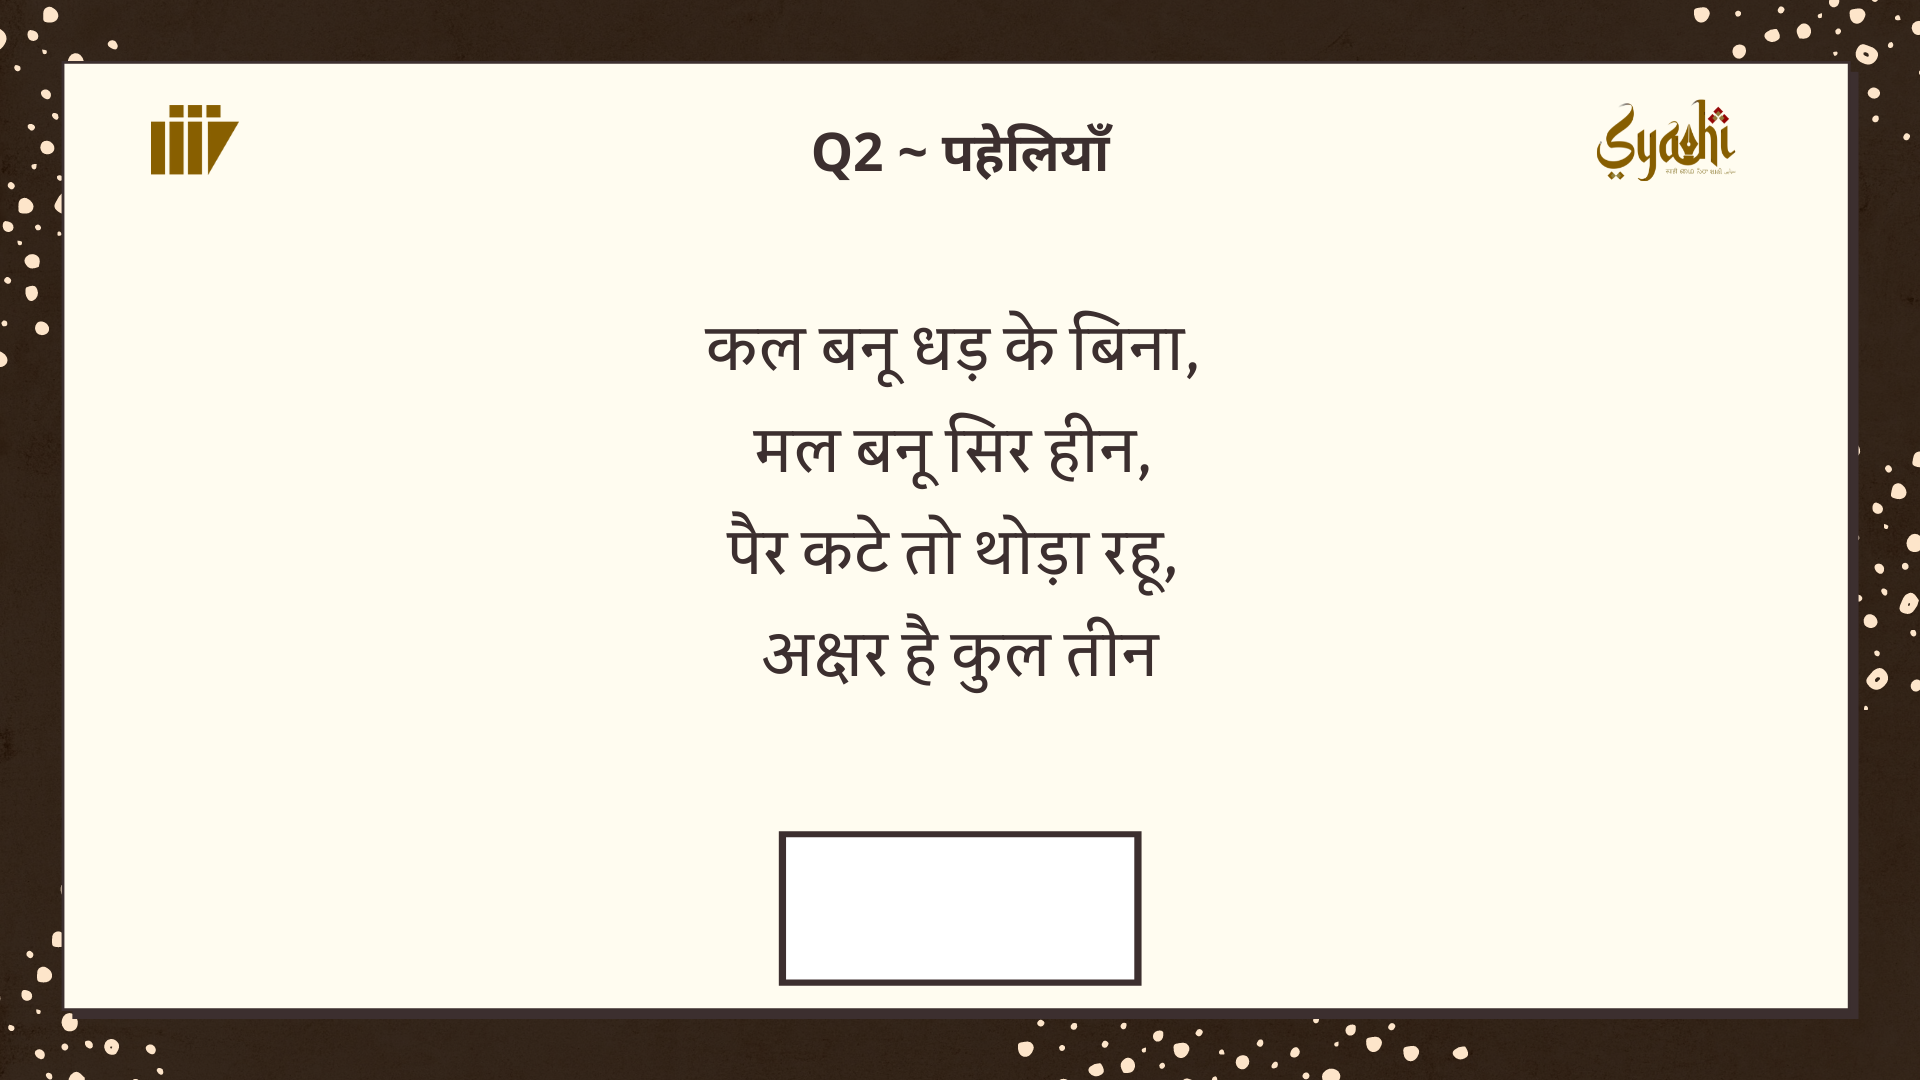 Q2 ~ पहेलियाँ
Syahi
कल बनू धड़ के बिना,
मल बनू सिर हीन,
पैर कटे तो थोड़ा रहू,
अक्षर है कुल तीन